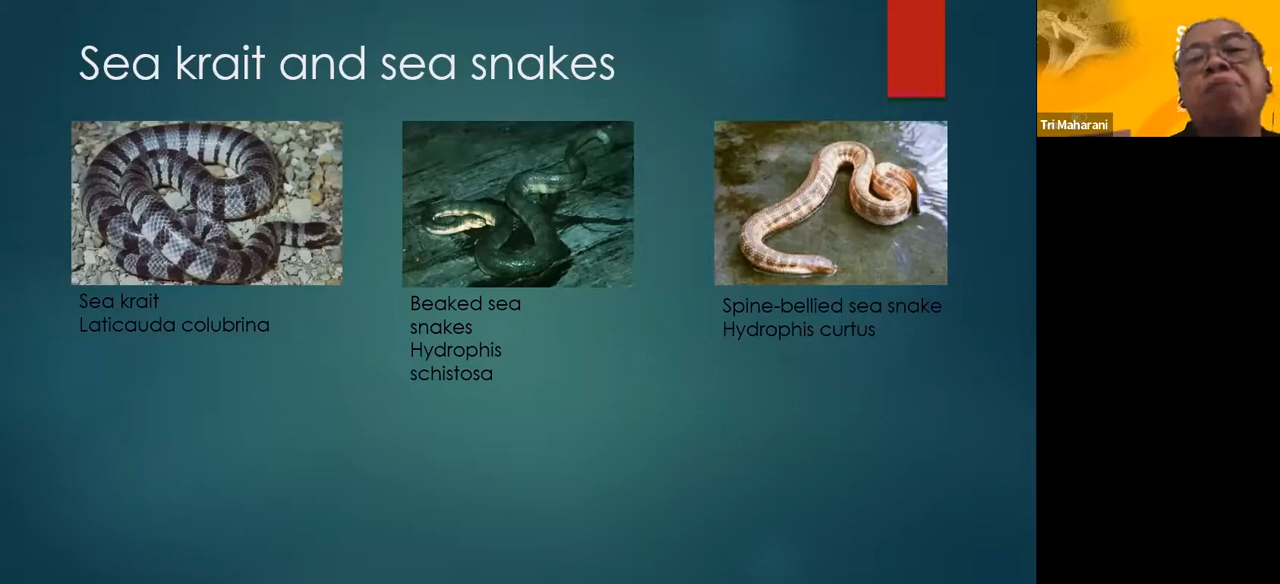 Sea krait and sea snakes
Sea krait
Laticauda colubrina
Beaked sea
snakes
Hydrophis
schistosa
Spine-bellied sea snake
Hydrophis curtus
Tri Maharani